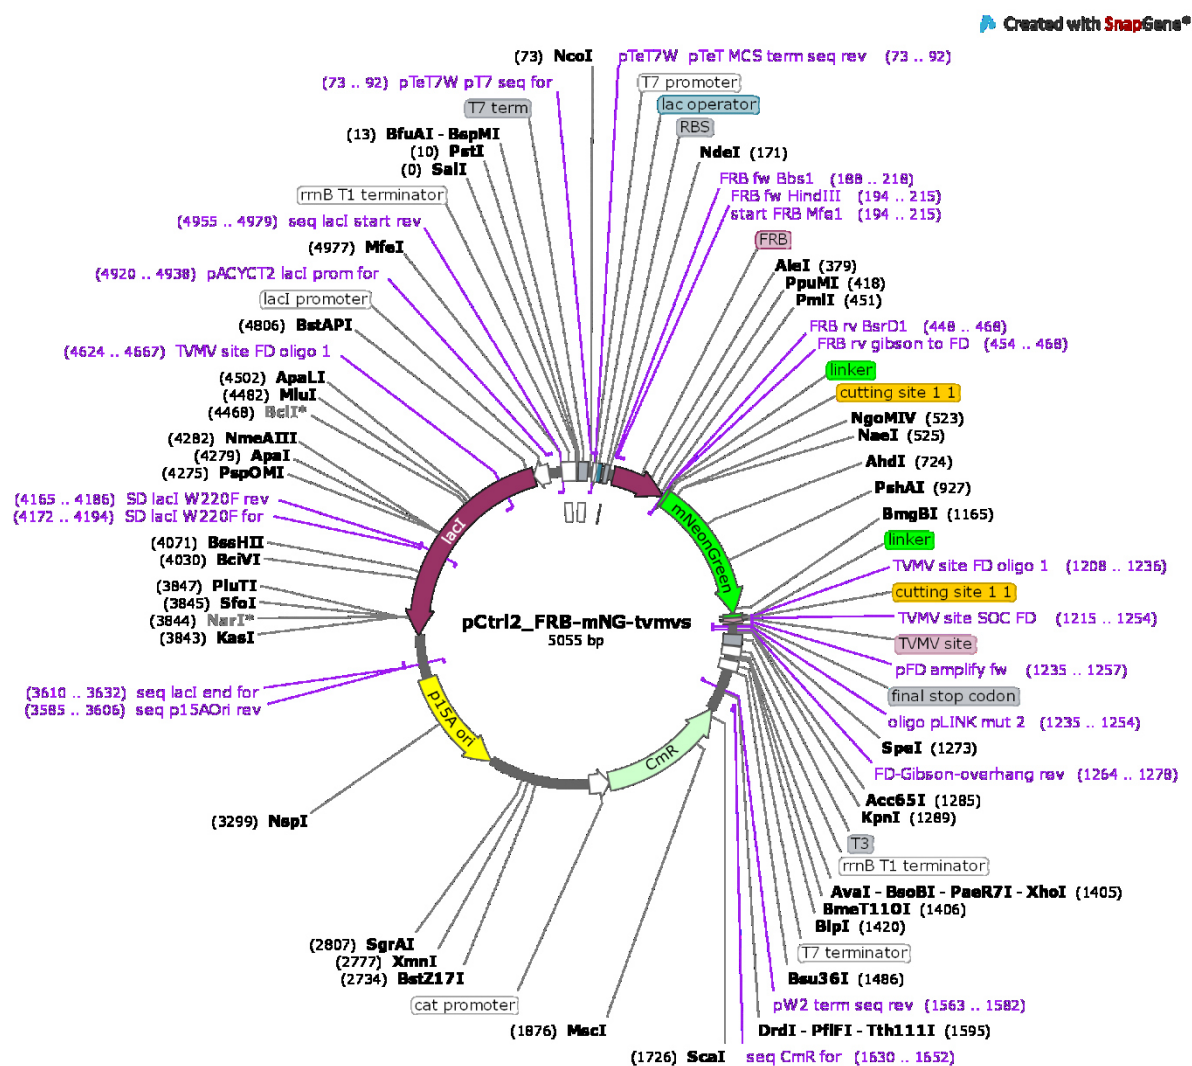 Created with SnapGene®
(73) NcoI
pTeT7W pTeT MCS term seq rev (73 .. 92)
(73 .. 92) pTeT7W pT7 seq for
T7 promoter
T7 term
lac operator
(13) BfuAI - BspMI
RBS
(10) PstI
NdeI (171)
(0) SalI
FRB fw Bbs1 (188 .. 218)
rrnB T1 terminator
FRB fw HindIII (194 .. 215)
(4955 .. 4979) seq lacI start rev
start FRB Mfe1 (194 .. 215)
(4977) MfeI
FRB
(4920 .. 4938) pACYCT2 lacI prom for
AleI (379)
PpuMI (418)
lacI promoter
PmlI (451)
(4806) BstAPI
FRB rv BsrD1 (448 .. 468)
(4624 .. 4667) TVMV site FD oligo 1
FRB rv gibson to FD (454 .. 468)
linker
(4502) ApaLI
cutting site 1 1
(4482) MluI
(4468) BclI*
NgoMIV (523)
(4282) NmeAIII
NaeI (525)
(4279) ApaI
AhdI (724)
(4275) PspOMI
PshAI (927)
(4165 .. 4186) SD lacI W220F rev
(4172 .. 4194) SD lacI W220F for
BmgBI (1165)
lacI
mNeonGreen
(4071) BssHII
linker
(4030) BciVI
TVMV site FD oligo 1 (1208 .. 1236)
(3847) PluTI
cutting site 1 1
(3845) SfoI
TVMV site SOC FD (1215 .. 1254)
(3844) NarI*
pCtrl2_FRB-mNG-tvmvs
5055 bp
(3843) KasI
TVMV site
pFD amplify fw (1235 .. 1257)
(3610 .. 3632) seq lacI end for
final stop codon
(3585 .. 3606) seq p15AOri rev
oligo pLINK mut 2 (1235 .. 1254)
p15A ori
SpeI (1273)
CmR
FD-Gibson-overhang rev (1264 .. 1278)
Acc65I (1285)
(3299) NspI
KpnI (1289)
T3
rrnB T1 terminator
AvaI - BsoBI - PaeR7I - XhoI (1405)
BmeT110I (1406)
BlpI (1420)
(2807) SgrAI
T7 terminator
(2777) XmnI
(2734) BstZ17I
Bsu36I (1486)
cat promoter
pW2 term seq rev (1563 .. 1582)
(1876) MscI
DrdI - PflFI - Tth111I (1595)
(1726) ScaI
seq CmR for (1630 .. 1652)